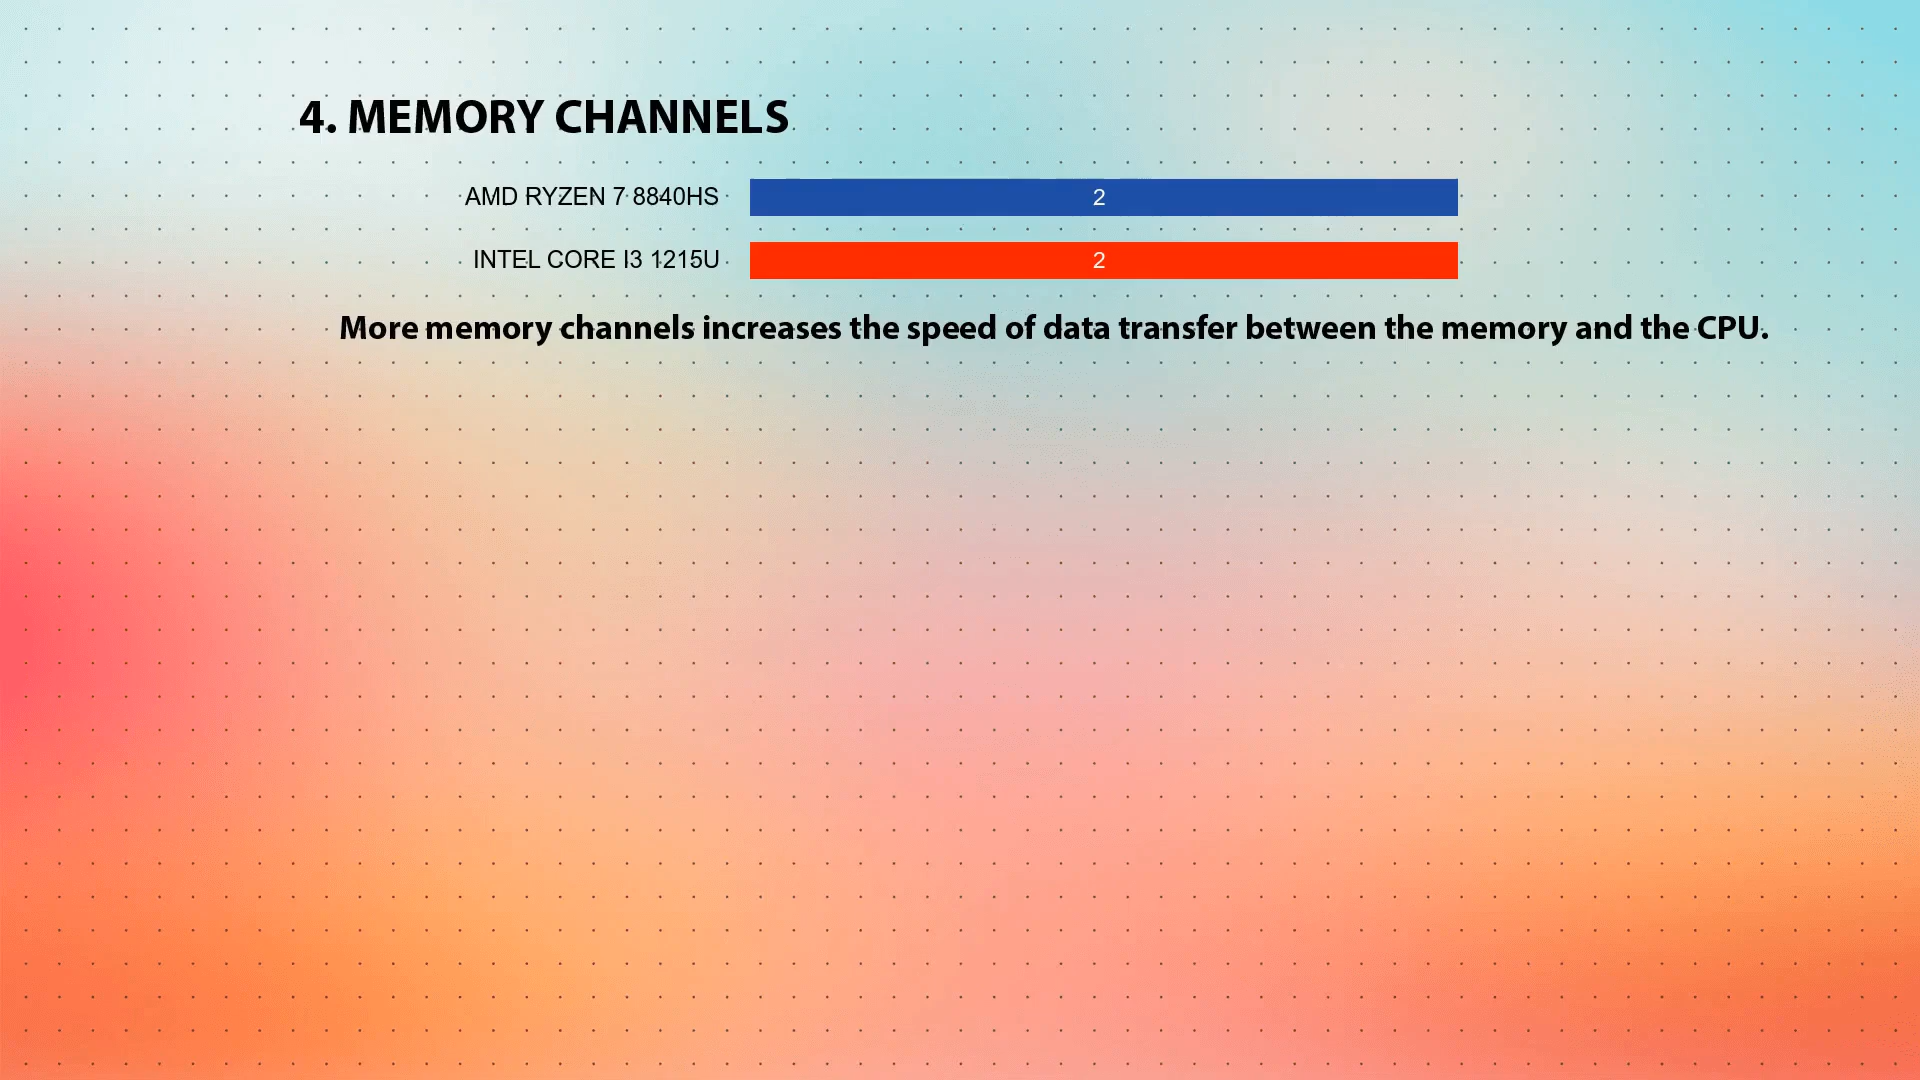 4. MEMORY CHANNELS
AMD RYZEN 7 8840HS 2
INTEL CORE I3 1215U 2
More memory channels increases the speed of data transfer between the memory and the CPU.